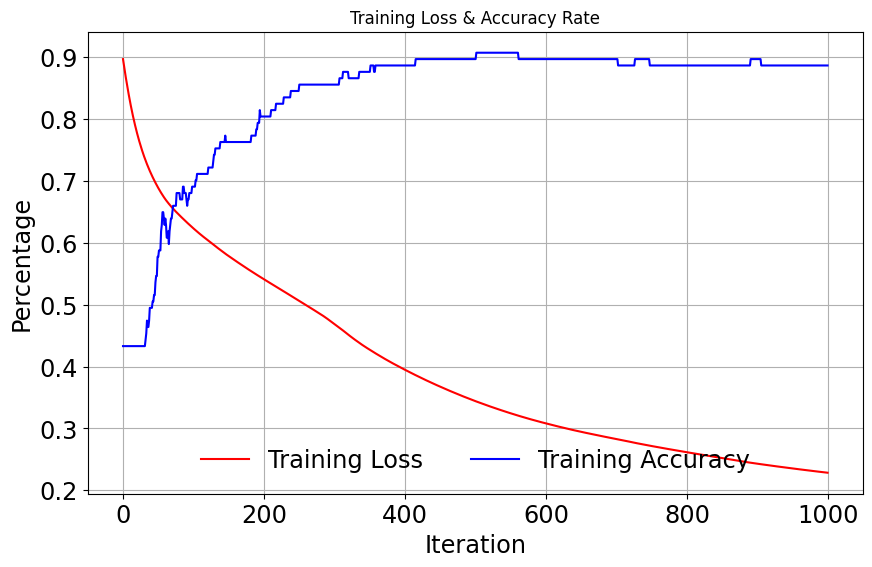 Training Loss & Accuracy Rate
0.9
0.8
0.7
0.6
0.5
0.4
0.3
0.2
Percentage
Training Loss
Training Accuracy
0 200 400 600 800 1000
Iteration